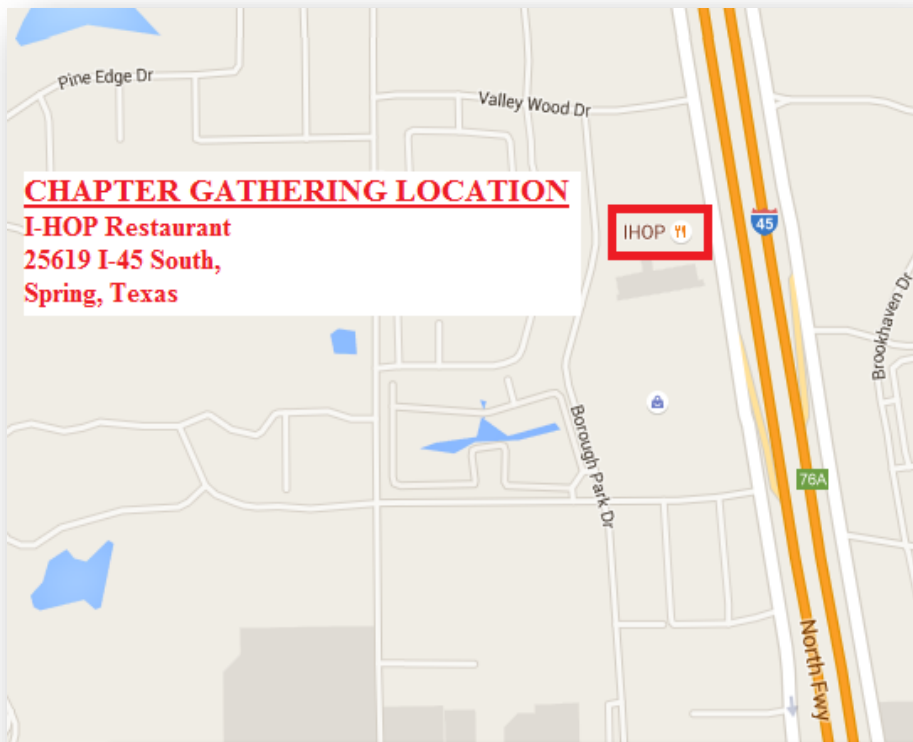 Pine Edge Dr
Valley Wood Dr
CHAPTER GATHERING LOCATION
I-HOP Restaurant
25619 I-45 South,
Spring, Texas
IHOP
45
Brookhaven Dr
Borough Park Dr
76A
North Fwy